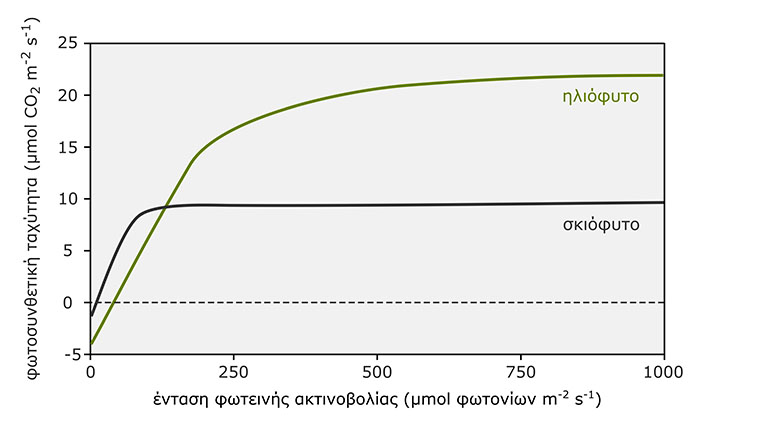 φωτοσυνθετική ταχύτητα (μmol CO2 m-2 s-1)
25
20
15
10
5
0
-5
ηλιόφυτο
σκιόφυτο
0 250 500 750 1000
ένταση φωτεινής ακτινοβολίας (μmol φωτονίων m-2 s-1)